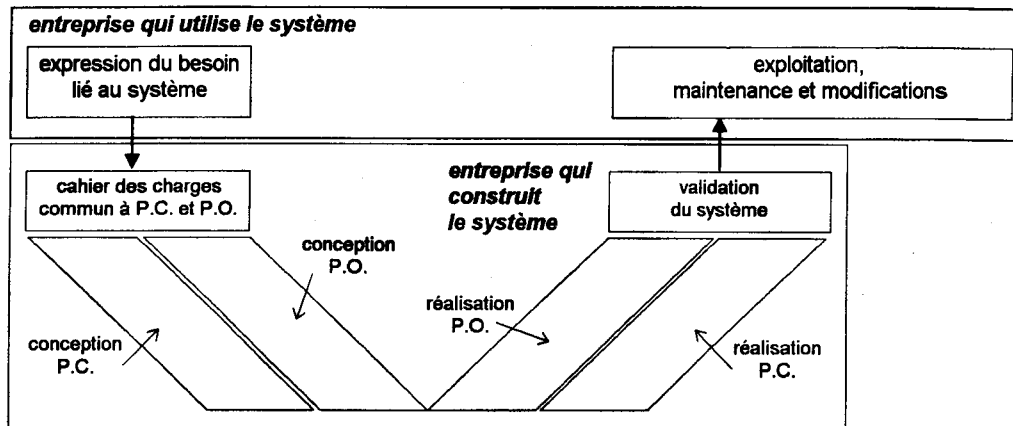 entreprise qui utilise le système
expression du besoin
lié au système
exploitation,
maintenance et modifications
cahier des charges
commun à P.C. et P.O.
entreprise qui
construit
le système
validation
du système
conception
P.O.
réalisation
P.O.
conception
P.C.
réalisation
P.C.